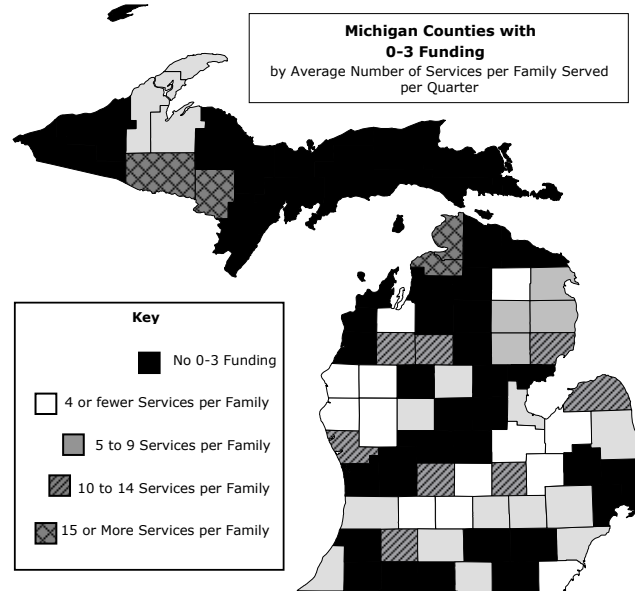 Michigan Counties with
0-3 Funding
by Average Number of Services per Family Served
per Quarter
Key
No 0-3 Funding
4 or fewer Services per Family
5 to 9 Services per Family
10 to 14 Services per Family
15 or More Services per Family